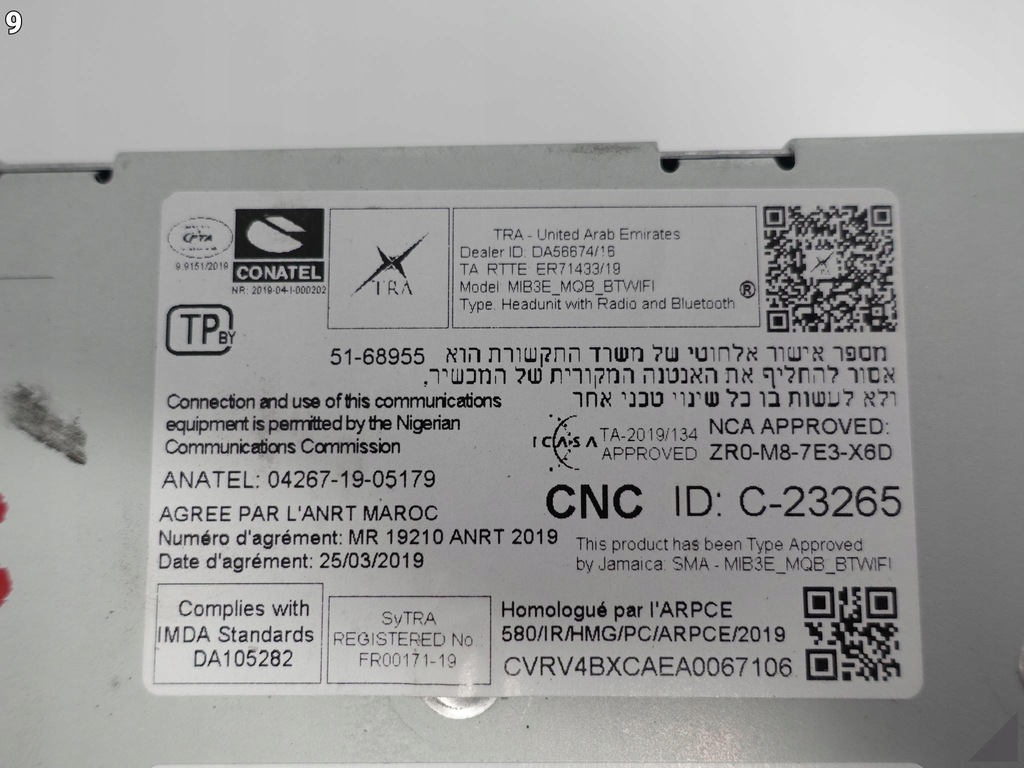 9
CPTA
9.9151/2019
CONATEL
NR: 2019-04-I-000202
TRA
TRA - United Arab Emirates
Dealer ID: DA56674/16
TA RTTE ER71433/19
Model: MIB3E_MQB_BTWIFI
Type: Headunit with Radio and Bluetooth
®
TRA
TP BY
51-68955 מספר אישור אלחוטי של משרד התקשורת הוא
אסור להחליף את האנטנה המקורית של המכשיר,
ולא לעשות בו כל שינוי טכני אחר
Connection and use of this communications
equipment is permitted by the Nigerian
Communications Commission
ICASA TA-2019/134
APPROVED
NCA APPROVED:
ZR0-M8-7E3-X6D
ANATEL: 04267-19-05179
CNC ID: C-23265
AGREE PAR L'ANRT MAROC
Numéro d'agrément: MR 19210 ANRT 2019
Date d'agrément: 25/03/2019
This product has been Type Approved
by Jamaica: SMA - MIB3E_MQB_BTWIFI
Complies with
IMDA Standards
DA105282
SyTRA
REGISTERED No.:
FR00171-19
Homologué par l'ARPCE
580/IR/HMG/PC/ARPCE/2019
CVRV4BXCAEA0067106